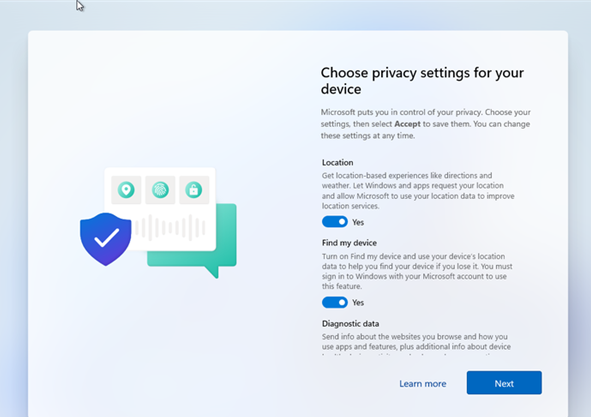 Choose privacy settings for your
device
Microsoft puts you in control of your privacy. Choose your
settings, then select Accept to save them. You can change
these settings at any time.
Location
Get location-based experiences like directions and
weather. Let Windows and apps request your location
and allow Microsoft to use your location data to improve
location services.
Yes
Find my device
Turn on Find my device and use your device's location
data to help you find your device if you lose it. You must
sign in to Windows with your Microsoft account to use
this feature.
Yes
Diagnostic data
Send info about the websites you browse and how you
use apps and features, plus additional info about device
Learn more
Next